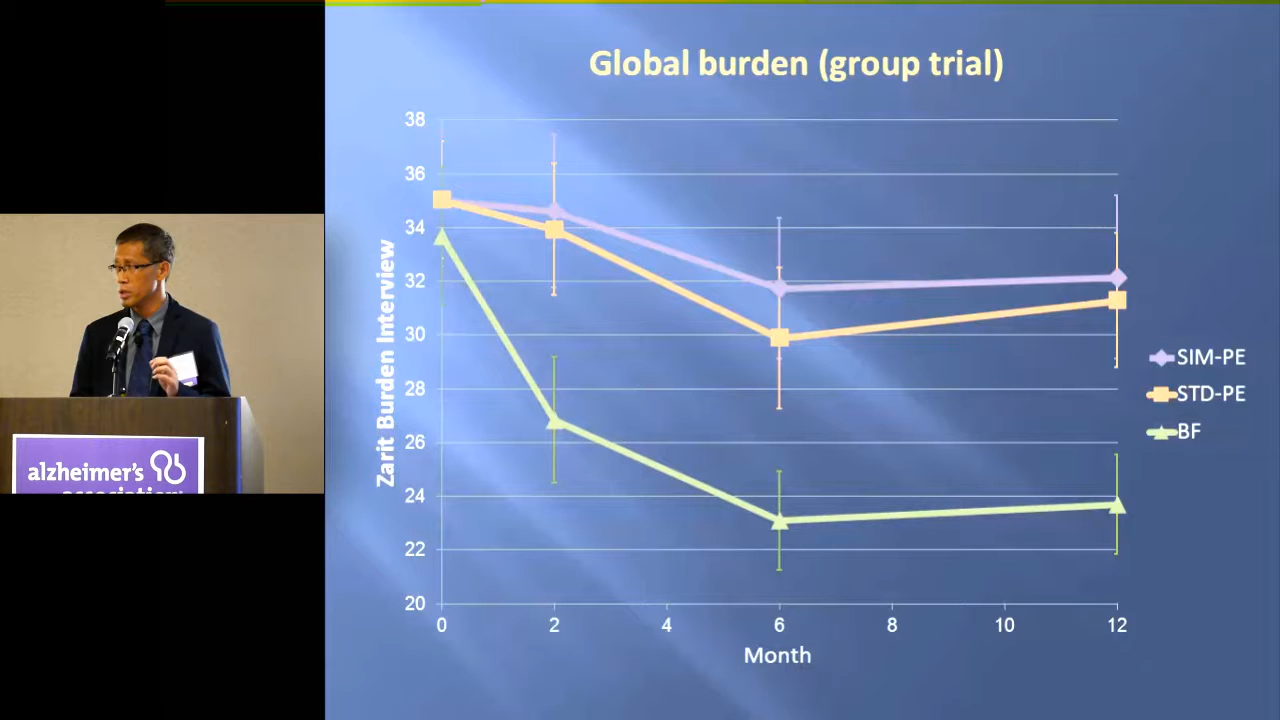 Global burden (group trial)
38
36
34
32
30
28
26
24
22
20
Zarit Burden Interview
0 2 4 6 8 10 12
Month
SIM-PE
STD-PE
BF
alzheimer's
association